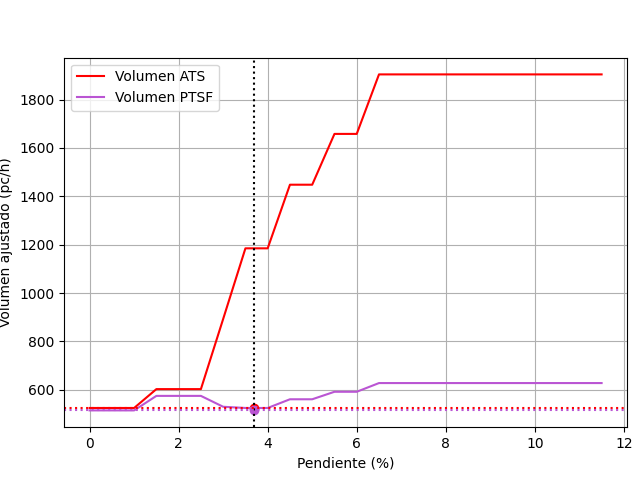 Volumen ATS
Volumen PTSF
Volumen ajustado (pc/h)
1800
1600
1400
1200
1000
800
600
0 2 4 6 8 10 12
Pendiente (%)